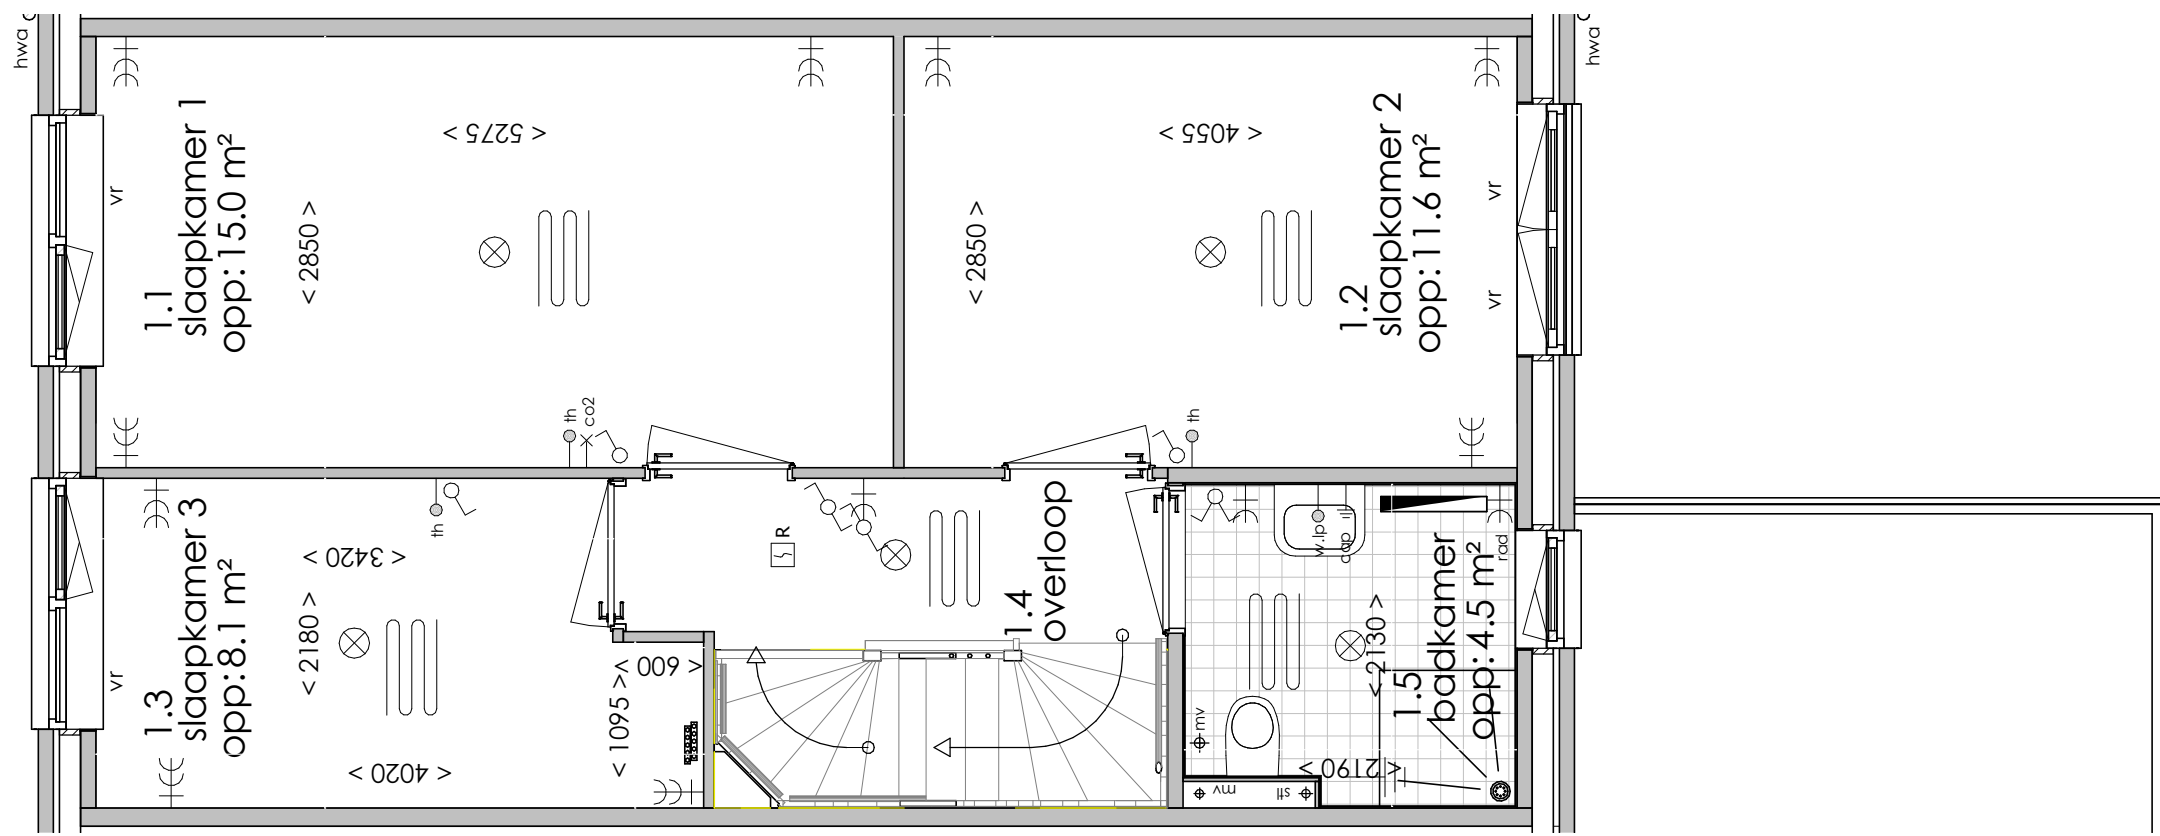 hwa
hwa
1.1
slaapkamer 1
opp:15.0 m²
< 5275 >
< 2850 >
vr
th
co2
1.2
slaapkamer 2
opp:11.6 m²
< 4055 >
< 2850 >
vr
vr
th
1.3
slaapkamer 3
opp:8.1 m²
< 3420 >
< 2180 >
< 4020 >
< 1095 >
< 600 >
vr
th
R
1.4
overloop
1.5
badkamer
opp:4.5 m²
< 2130 >
< 2190 >
w.lp
rad
mv
mv
stl